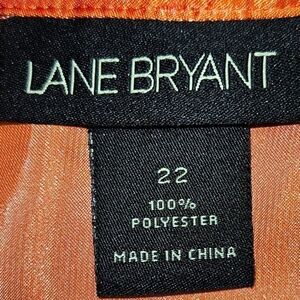 LANE BRYANT
22
100%
POLYESTER
MADE IN CHINA